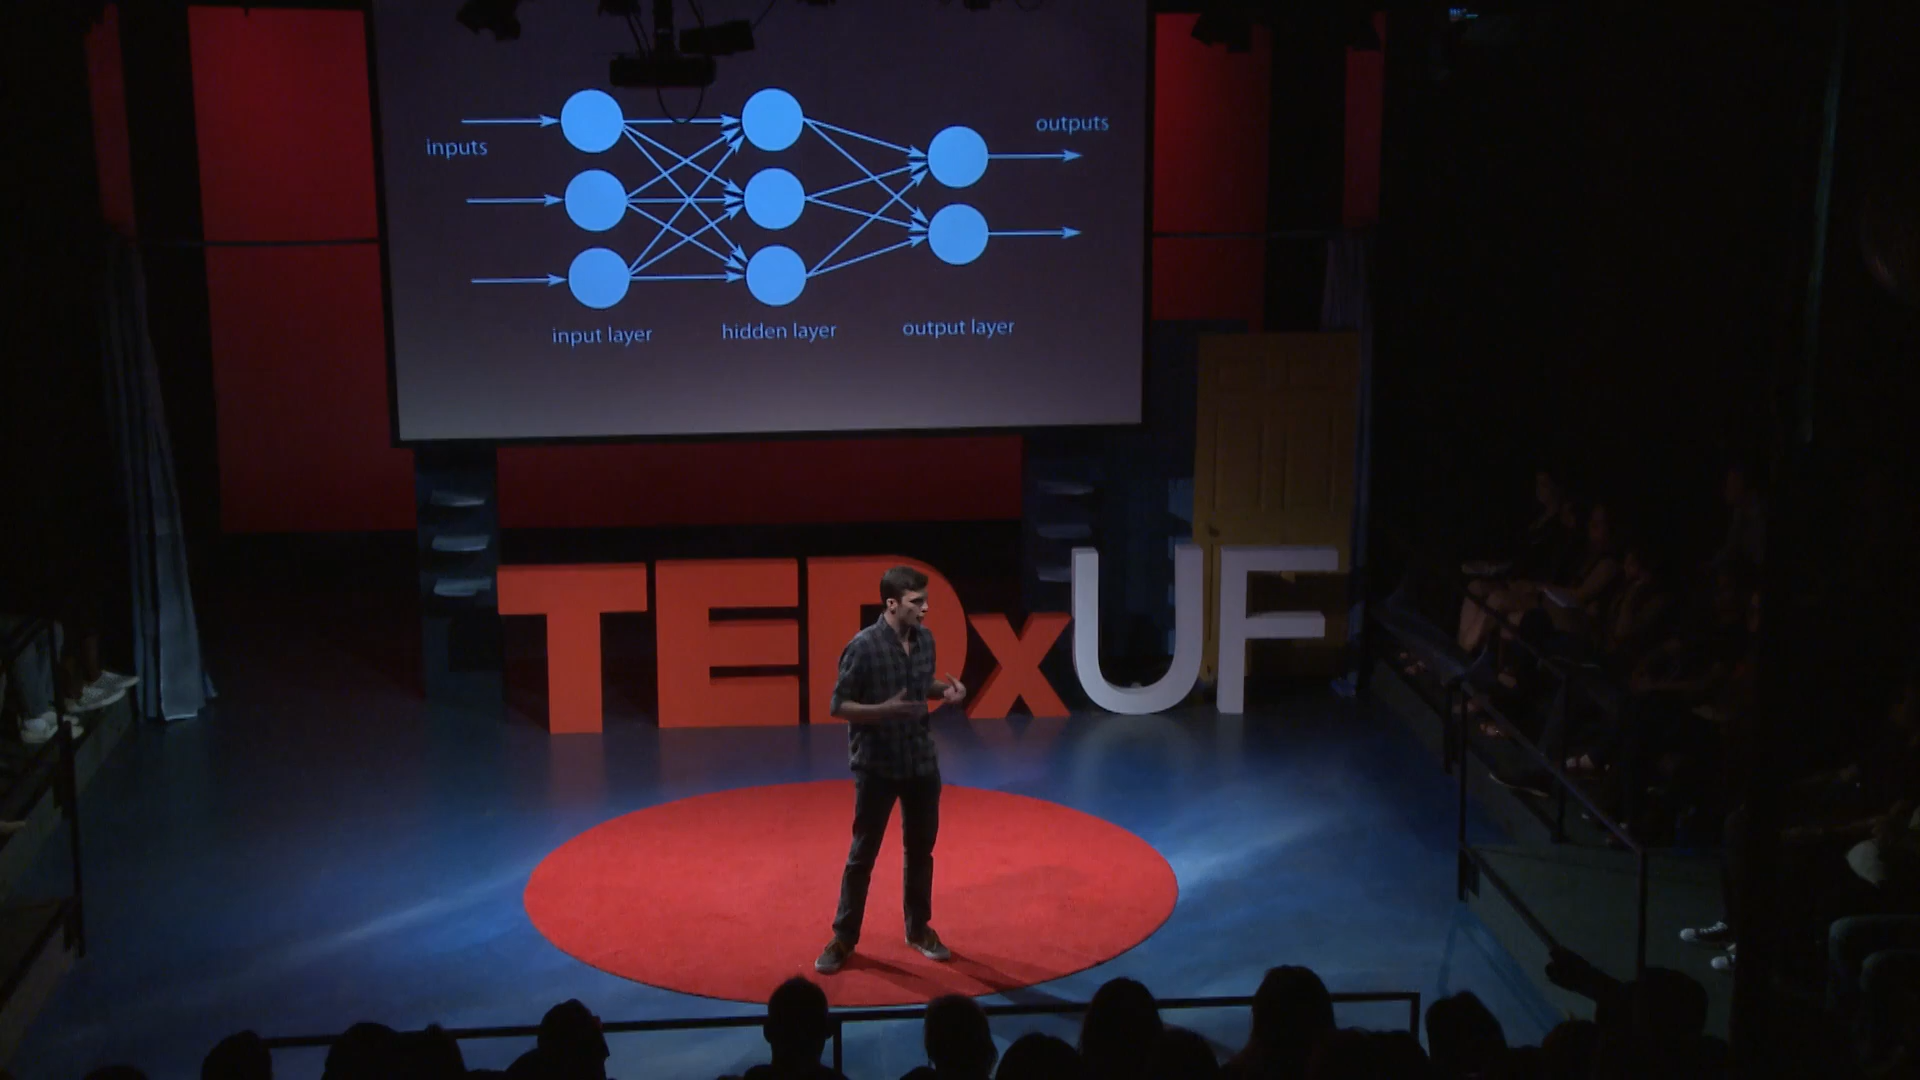 inputs
outputs
input layer
hidden layer
output layer
TEDxUF